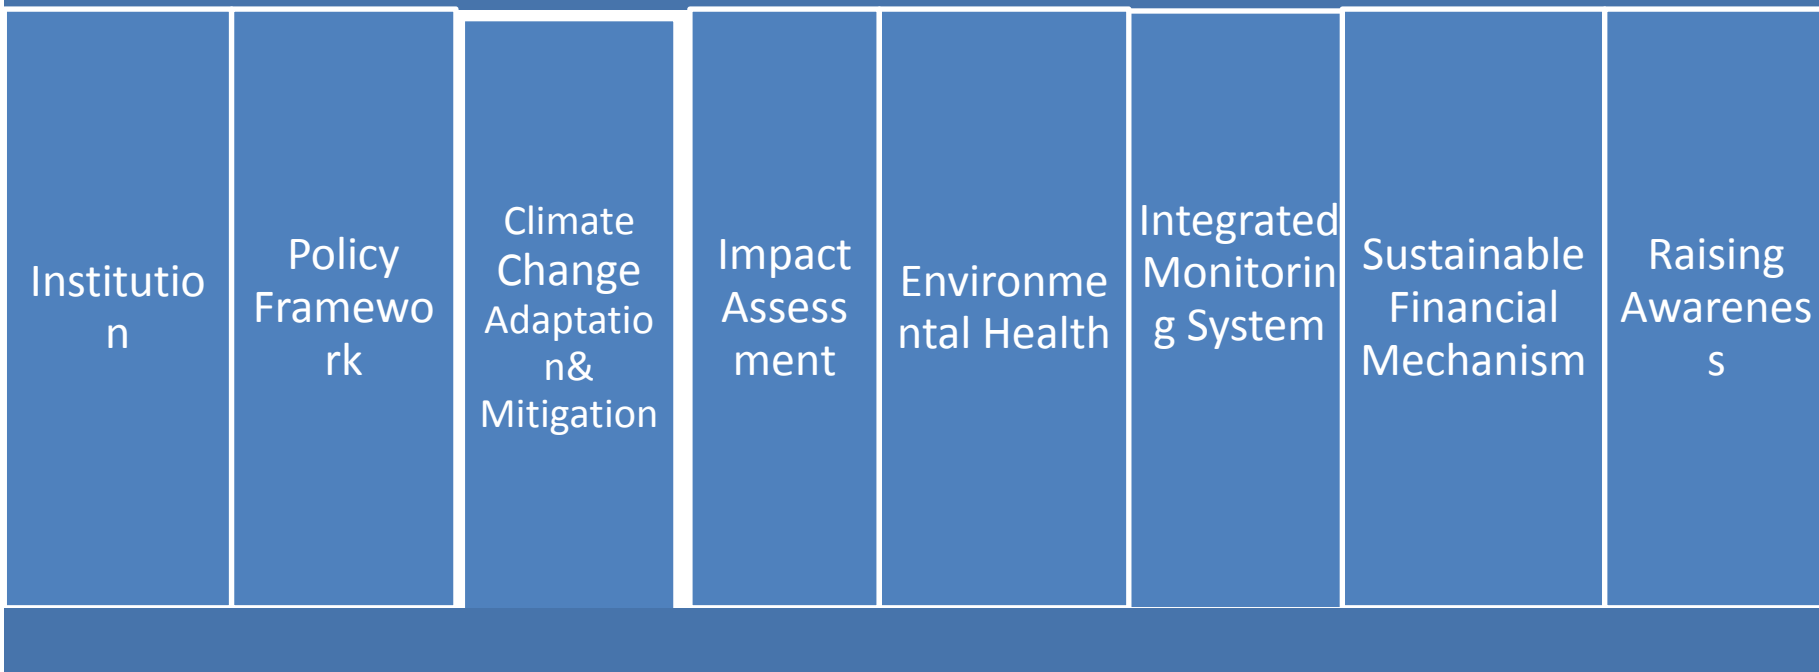 Institutio
n
Policy
Framewo
rk
Climate
Change
Adaptatio
n&
Mitigation
Impact
Assess
ment
Environme
ntal Health
Integrated
Monitorin
g System
Sustainable
Financial
Mechanism
Raising
Awarenes
s